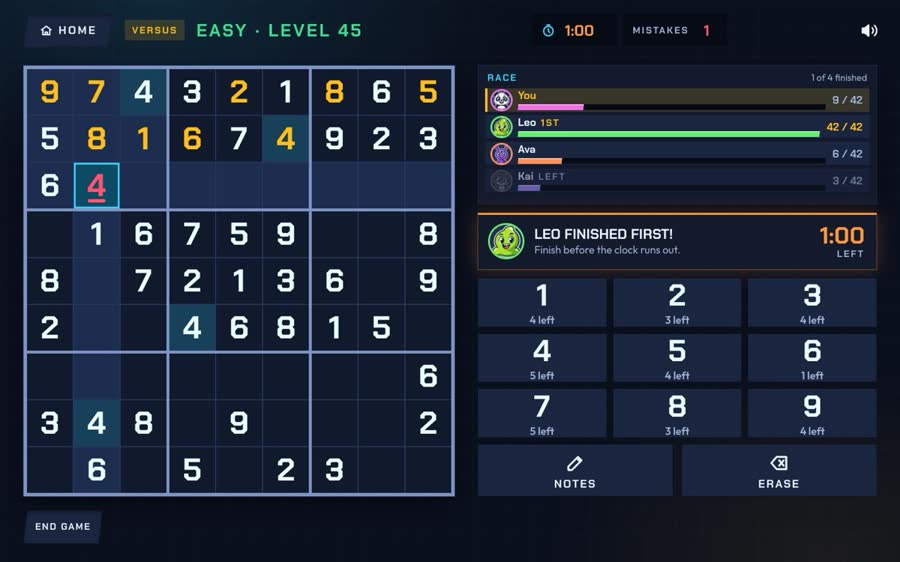 HOME VERSUS EASY · LEVEL 45 1:00 MISTAKES 1
9 7 4 3 2 1 8 6 5
5 8 1 6 7 4 9 2 3
6 4
1 6 7 5 9 8
8 7 2 1 3 6 9
2 4 6 8 1 5
6
3 4 8 9 2
6 5 2 3
RACE 1 of 4 finished
You 9 / 42
Leo 1ST 42 / 42
Ava 6 / 42
Kai LEFT 3 / 42
LEO FINISHED FIRST! 1:00
Finish before the clock runs out. LEFT
1 2 3
4 left 3 left 4 left
4 5 6
5 left 4 left 1 left
7 8 9
5 left 3 left 4 left
NOTES ERASE
END GAME